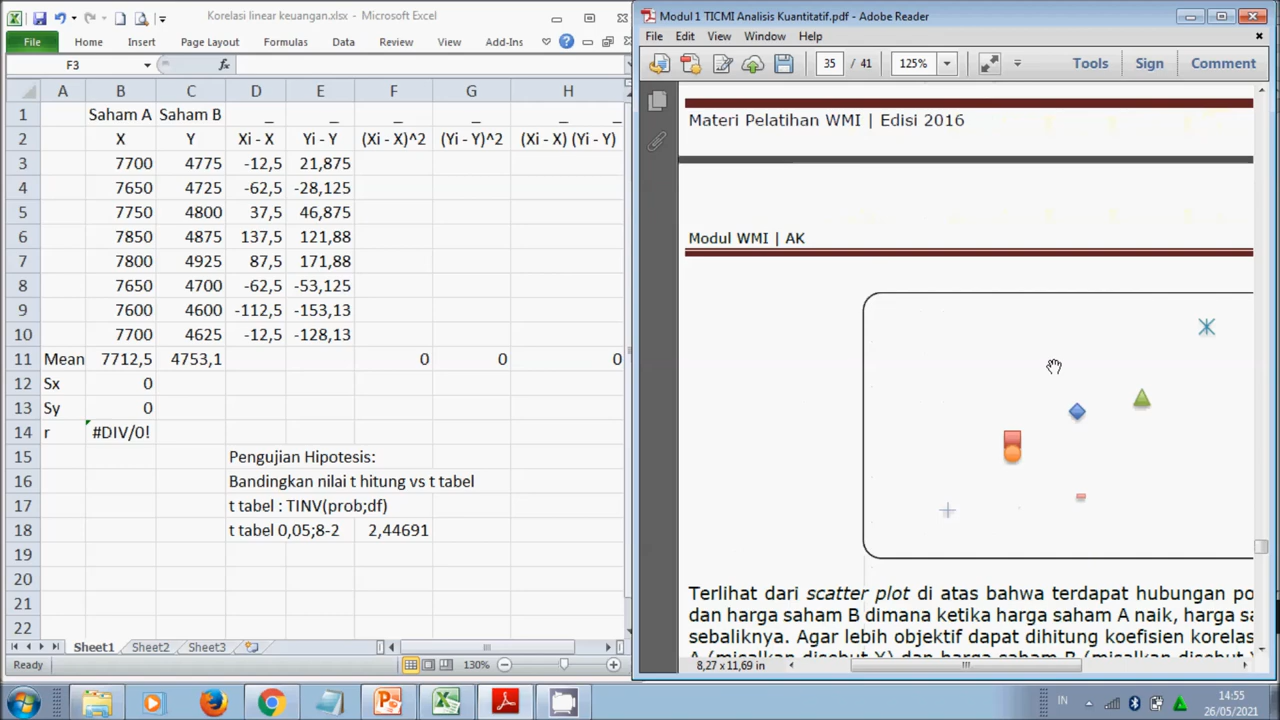 Korelasi linear keuangan.xlsx - Microsoft Excel
File Home Insert Page Layout Formulas Data Review View Add-Ins
F3 fx
A B C D E F G H
1 Saham A Saham B _ _ _ _ _ _
2 X Y Xi - X Yi - Y (Xi - X)^2 (Yi - Y)^2 (Xi - X) (Yi - Y)
3 7700 4775 -12,5 21,875
4 7650 4725 -62,5 -28,125
5 7750 4800 37,5 46,875
6 7850 4875 137,5 121,88
7 7800 4925 87,5 171,88
8 7650 4700 -62,5 -53,125
9 7600 4600 -112,5 -153,13
10 7700 4625 -12,5 -128,13
11 Mean 7712,5 4753,1 0 0 0
12 Sx 0
13 Sy 0
14 r #DIV/0!
15 Pengujian Hipotesis:
16 Bandingkan nilai t hitung vs t tabel
17 t tabel : TINV(prob;df)
18 t tabel 0,05;8-2 2,44691
19
20
21
22
Sheet1 Sheet2 Sheet3
Ready 130%
Modul 1 TICMI Analisis Kuantitatif.pdf - Adobe Reader
File Edit View Window Help
35 / 41 125% Tools Sign Comment
Materi Pelatihan WMI | Edisi 2016
Modul WMI | AK
Terlihat dari scatter plot di atas bahwa terdapat hubungan po
dan harga saham B dimana ketika harga saham A naik, harga sa
sebaliknya. Agar lebih objektif dapat dihitung koefisien korelas
A (misalkan disebut X) dan harga saham B (misalkan disebut Y
8,27 x 11,69 in
IN 14:55
26/05/2021